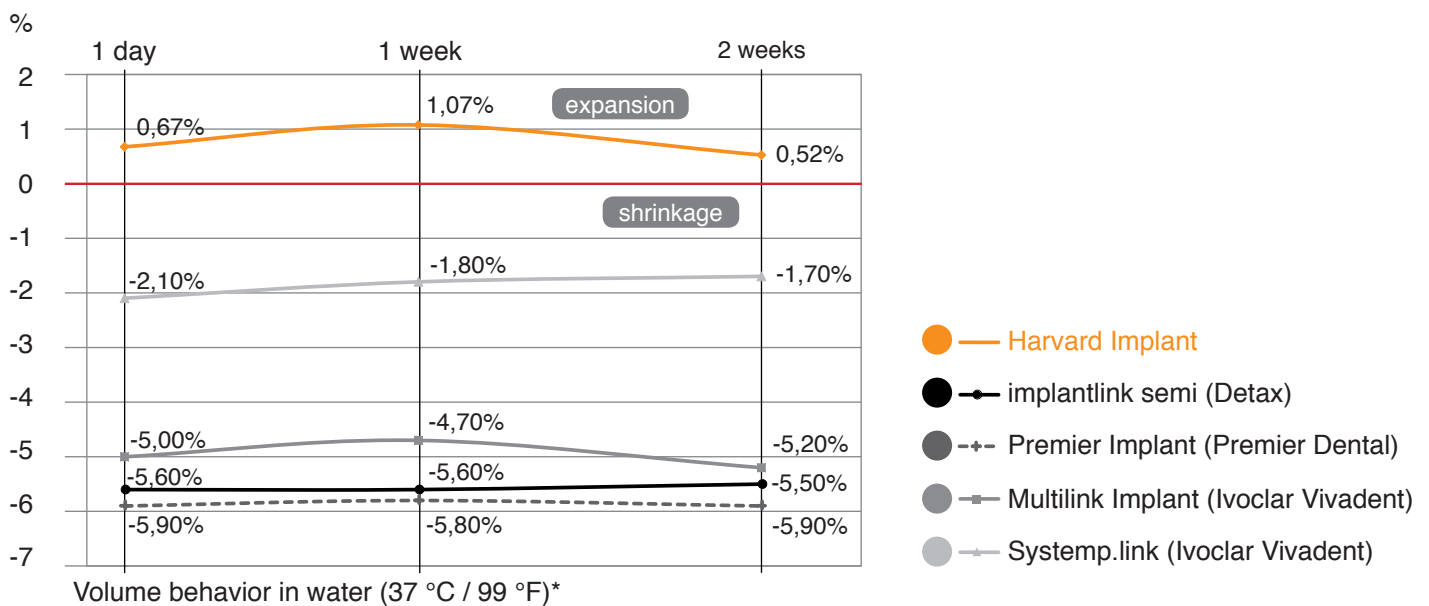 %
1 day 1 week 2 weeks
2
1
0
-1
-2
-3
-4
-5
-6
-7
expansion
shrinkage
0,67% 1,07% 0,52%
-2,10% -1,80% -1,70%
-5,00% -4,70% -5,20%
-5,60% -5,60% -5,50%
-5,90% -5,80% -5,90%
Volume behavior in water (37 °C / 99 °F)*
Harvard Implant
implantlink semi (Detax)
Premier Implant (Premier Dental)
Multilink Implant (Ivoclar Vivadent)
Systemp.link (Ivoclar Vivadent)